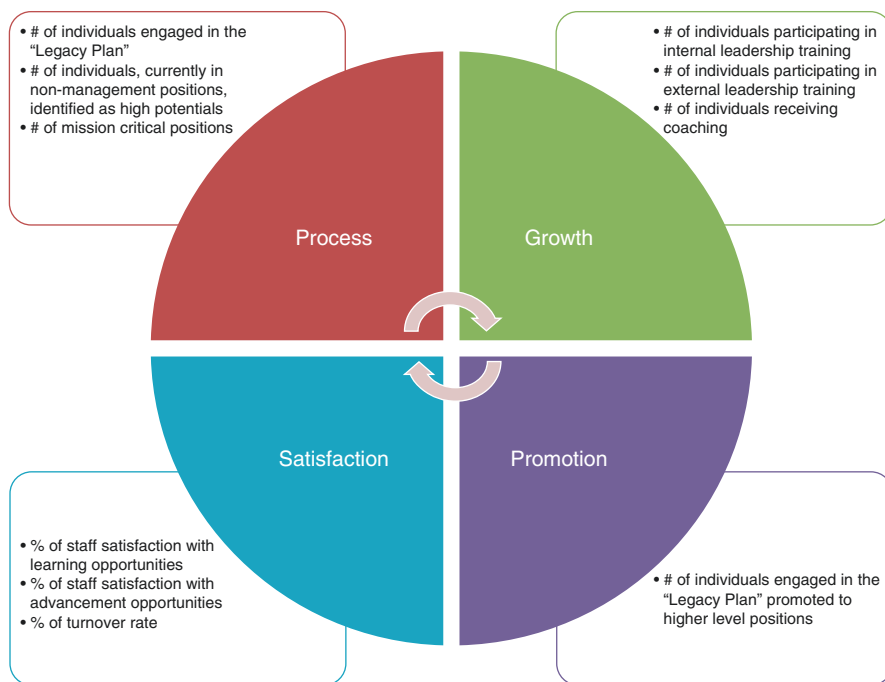 • # of individuals engaged in the
“Legacy Plan”
• # of individuals, currently in
non-management positions,
identified as high potentials
• # of mission critical positions
• # of individuals participating in
internal leadership training
• # of individuals participating in
external leadership training
• # of individuals receiving
coaching
Process
Growth
Satisfaction
Promotion
• % of staff satisfaction with
learning opportunities
• % of staff satisfaction with
advancement opportunities
• % of turnover rate
• # of individuals engaged in the
“Legacy Plan” promoted to
higher level positions